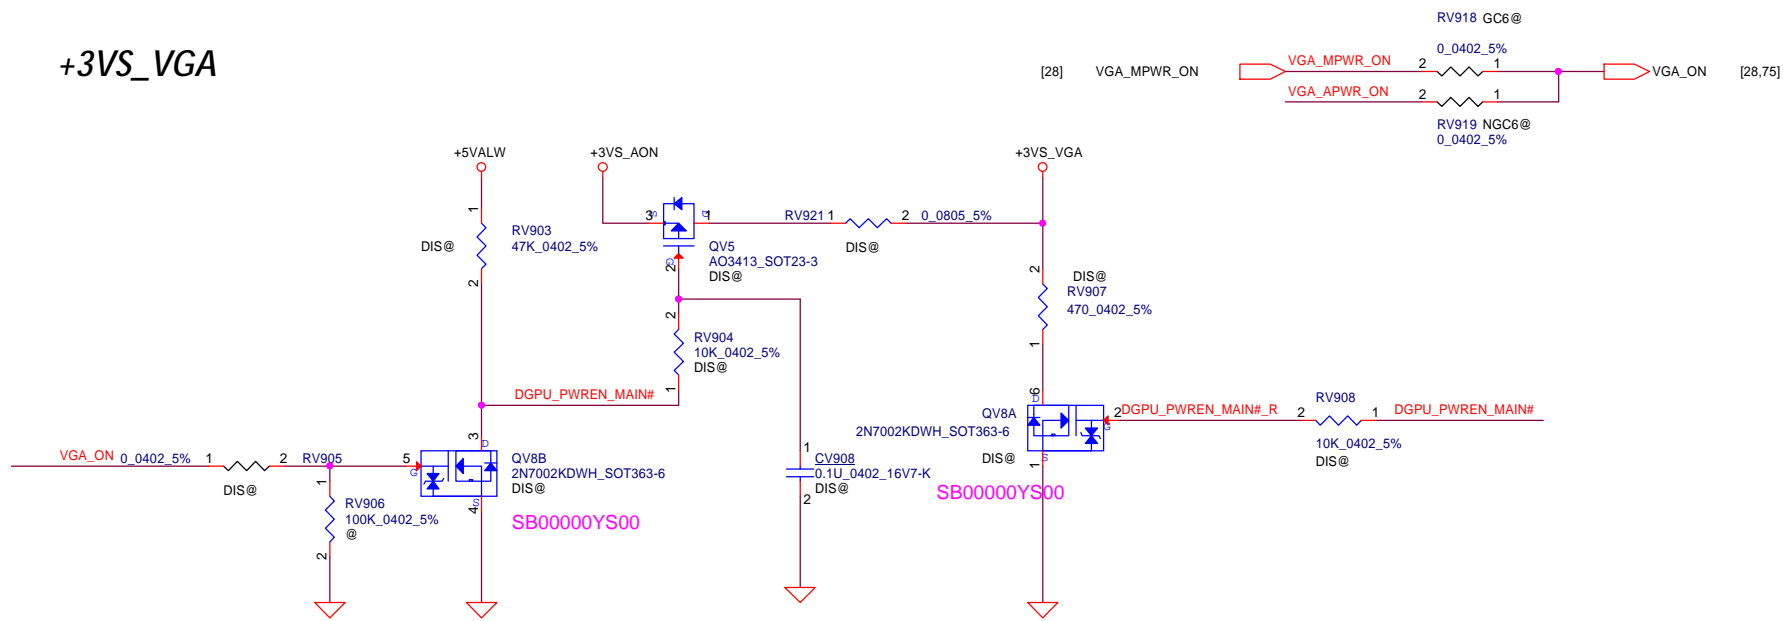 +3VS_VGA
RV918 GC6@
0_0402_5%
[28] VGA_MPWR_ON
VGA_MPWR_ON 2 1
VGA_ON [28,75]
VGA_APWR_ON 2 1
RV919 NGC6@
0_0402_5%
+5VALW
+3VS_AON
+3VS_VGA
1
RV903
47K_0402_5%
DIS@
2
3 S D 1
G
2
QV5
AO3413_SOT23-3
DIS@
RV921 1 2 0_0805_5%
DIS@
2
DIS@
RV907
470_0402_5%
1
2
RV904
10K_0402_5%
DIS@
1
DGPU_PWREN_MAIN#
6
D
QV8A
2N7002KDWH_SOT363-6
DIS@
2
G
S
1
SB00000YS00
DGPU_PWREN_MAIN#_R 2 1 DGPU_PWREN_MAIN#
RV908
10K_0402_5%
DIS@
VGA_ON 0_0402_5% 1 2 RV905 5
DIS@
3
D
G
S
4
QV8B
2N7002KDWH_SOT363-6
DIS@
SB00000YS00
1
RV906
100K_0402_5%
@
2
1
CV908
0.1U_0402_16V7-K
DIS@
2